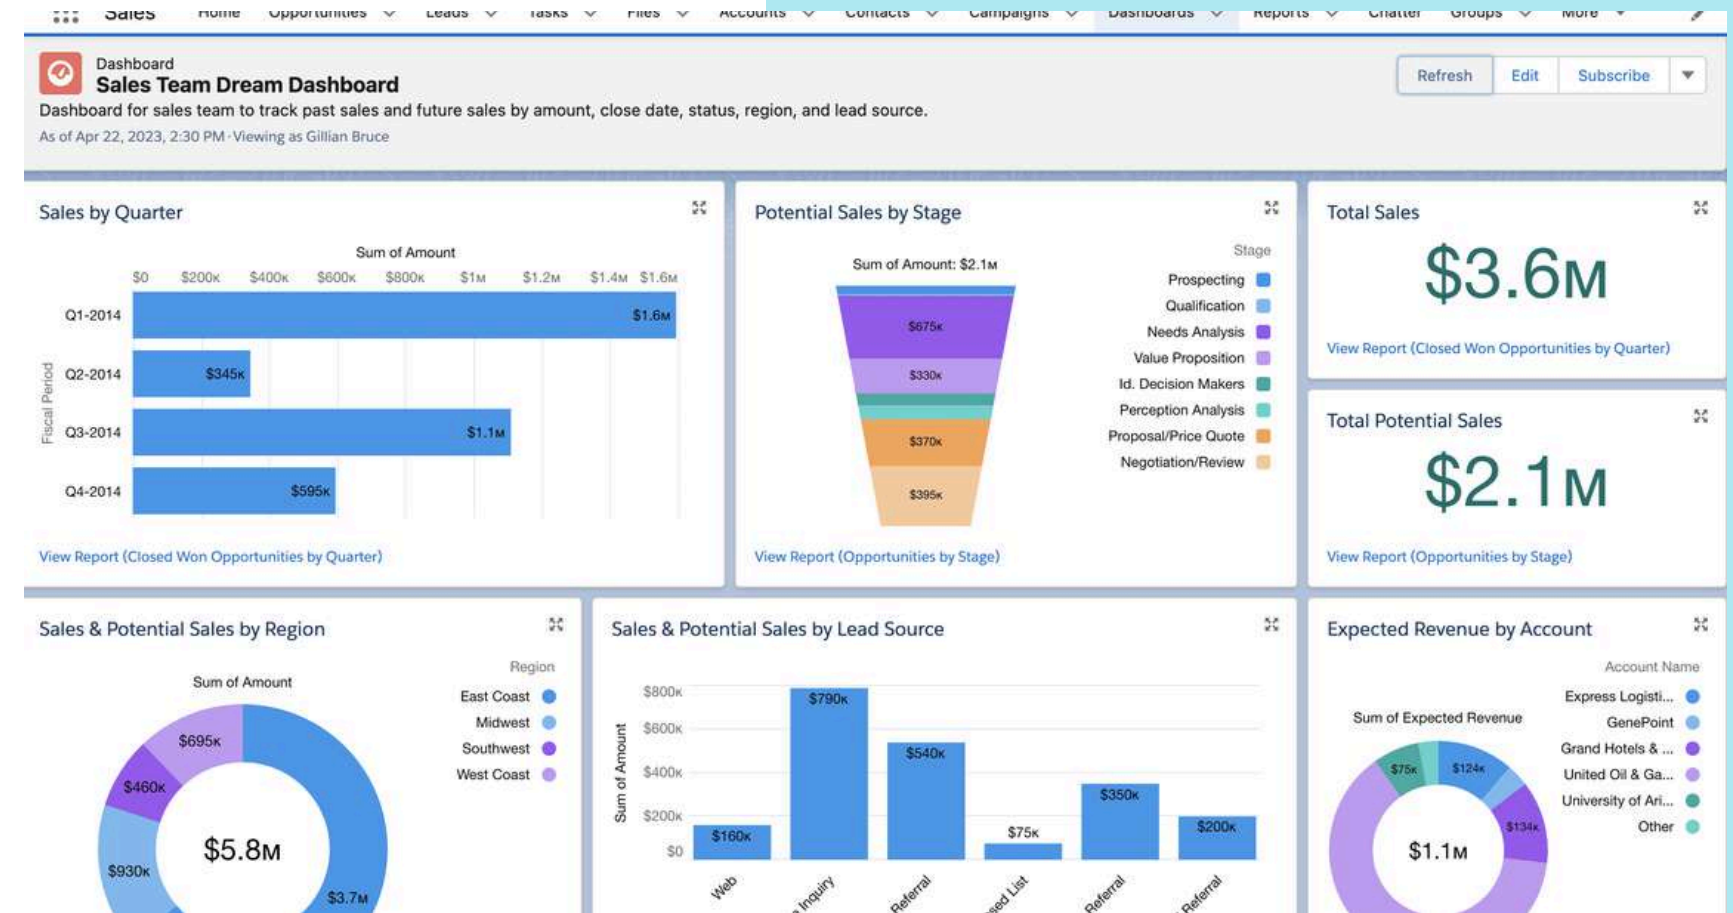 Sales Home Opportunities Leads Tasks Files Accounts Contacts Campaigns Dashboards Reports Chatter Groups More
Dashboard
Sales Team Dream Dashboard
Refresh Edit Subscribe
Dashboard for sales team to track past sales and future sales by amount, close date, status, region, and lead source.
As of Apr 22, 2023, 2:30 PM·Viewing as Gillian Bruce
Sales by Quarter
Sum of Amount
$0 $200K $400K $600K $800K $1M $1.2M $1.4M $1.6M
Fiscal Period
Q1-2014 $1.6M
Q2-2014 $345K
Q3-2014 $1.1M
Q4-2014 $595K
View Report (Closed Won Opportunities by Quarter)
Potential Sales by Stage
Sum of Amount: $2.1M
$675K
$330K
$370K
$395K
Stage
Prospecting
Qualification
Needs Analysis
Value Proposition
Id. Decision Makers
Perception Analysis
Proposal/Price Quote
Negotiation/Review
View Report (Opportunities by Stage)
Total Sales
$3.6M
View Report (Closed Won Opportunities by Quarter)
Total Potential Sales
$2.1M
View Report (Opportunities by Stage)
Sales & Potential Sales by Region
Sum of Amount
$695K
$460K
$5.8M
$930K
$3.7M
Region
East Coast
Midwest
Southwest
West Coast
Sales & Potential Sales by Lead Source
Sum of Amount
$800K
$600K
$400K
$200K
$0
$160K
$790K
$540K
$75K
$350K
$200K
Web
Inquiry
Referral
List
Referral
Referral
Expected Revenue by Account
Sum of Expected Revenue
$75K $124K
$134K
$1.1M
Account Name
Express Logisti...
GenePoint
Grand Hotels & ...
United Oil & Ga...
University of Ari...
Other